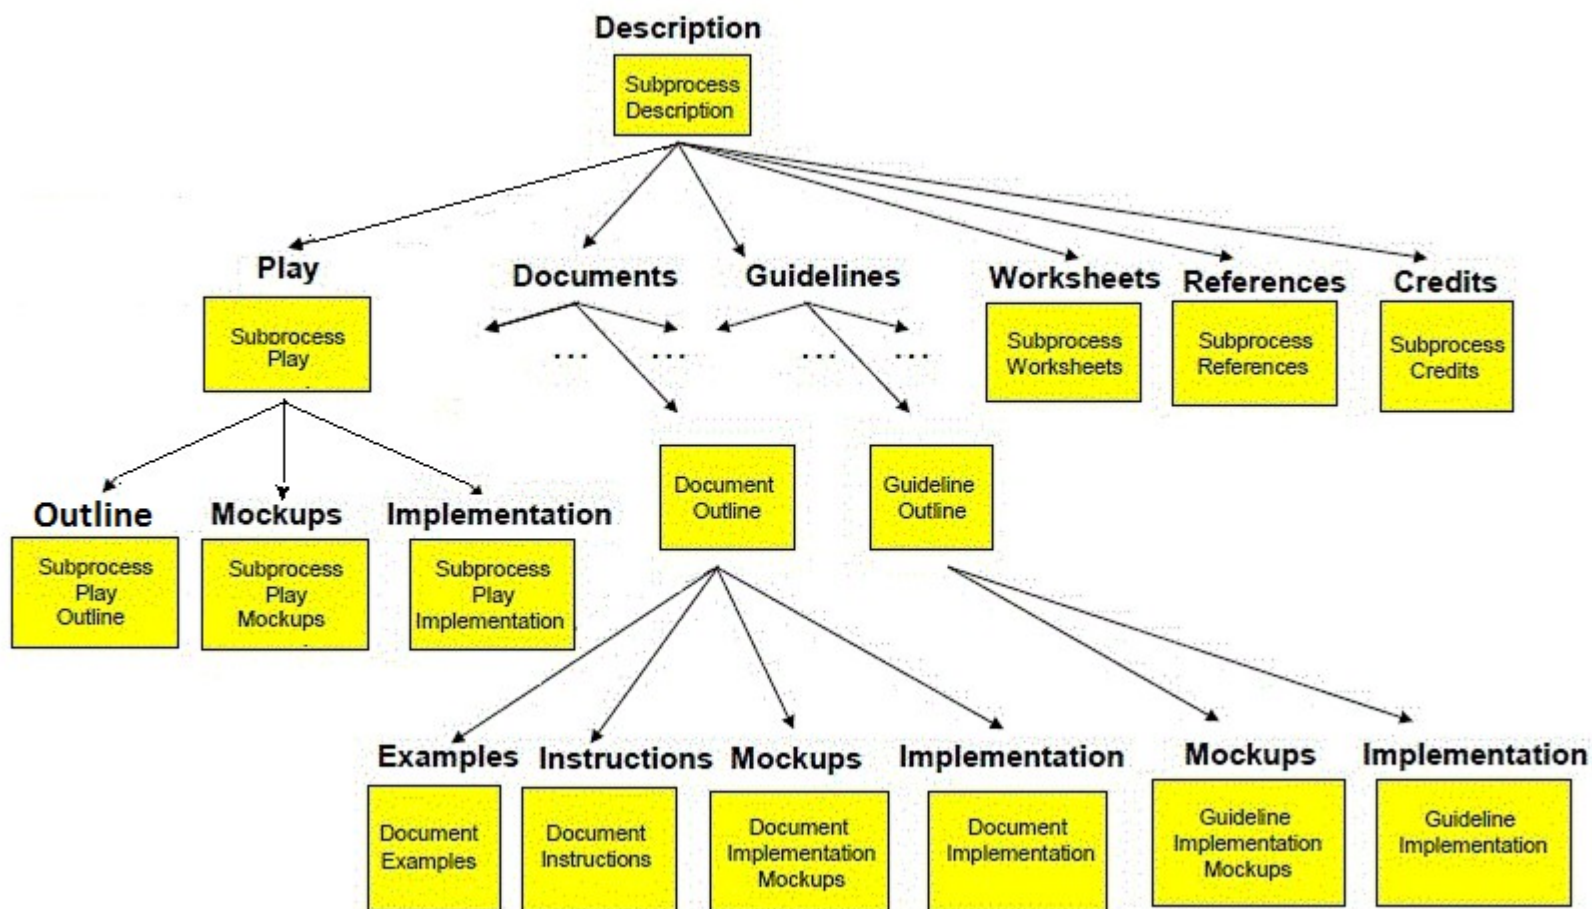 Description
Subprocess
Description
Play
Documents
Guidelines
Worksheets
References
Credits
Subprocess
Play
... ...
... ...
Subprocess
Worksheets
Subprocess
References
Subprocess
Credits
Outline
Mockups
Implementation
Document
Outline
Guideline
Outline
Subprocess
Play
Outline
Subprocess
Play
Mockups
Subprocess
Play
Implementation
Examples
Instructions
Mockups
Implementation
Mockups
Implementation
Document
Examples
Document
Instructions
Document
Implementation
Mockups
Document
Implementation
Guideline
Implementation
Mockups
Guideline
Implementation